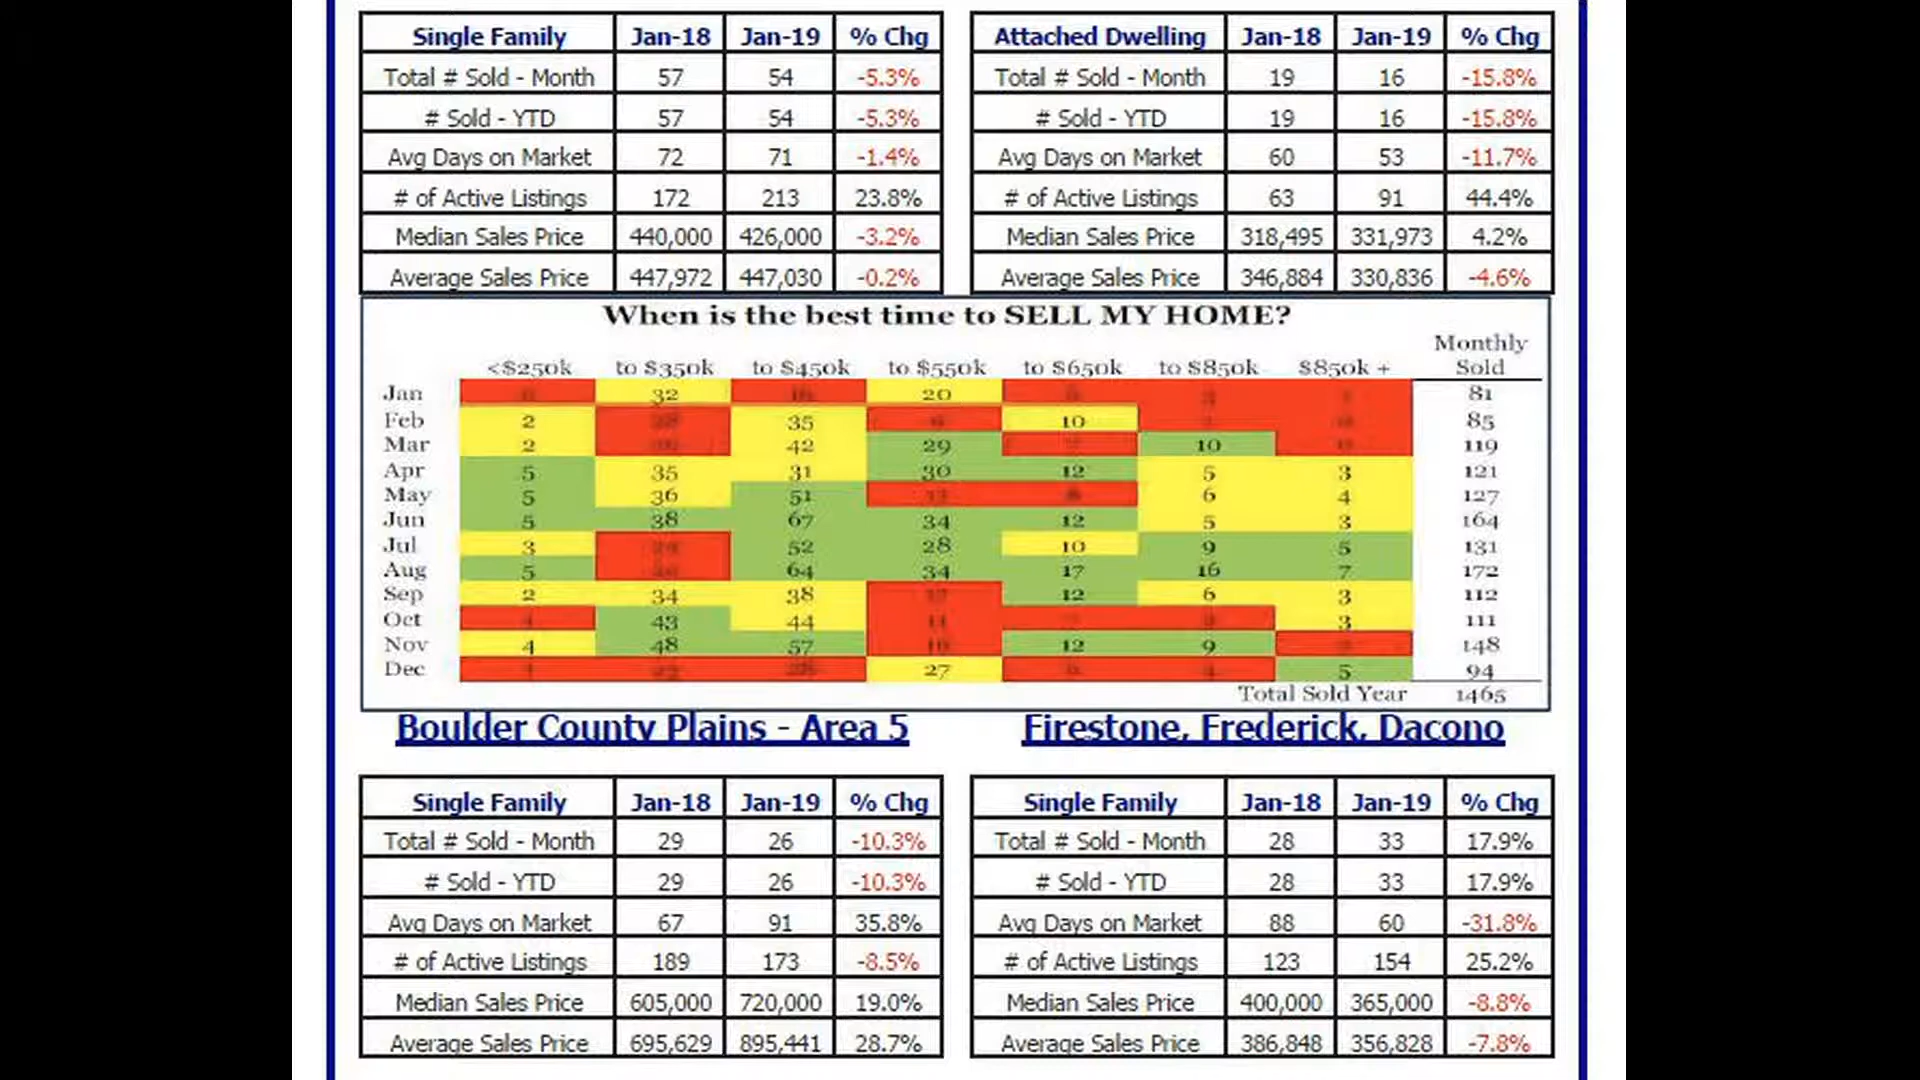 Single Family Jan-18 Jan-19 % Chg
Total # Sold - Month 57 54 -5.3%
# Sold - YTD 57 54 -5.3%
Avg Days on Market 72 71 -1.4%
# of Active Listings 172 213 23.8%
Median Sales Price 440,000 426,000 -3.2%
Average Sales Price 447,972 447,030 -0.2%
Attached Dwelling Jan-18 Jan-19 % Chg
Total # Sold - Month 19 16 -15.8%
# Sold - YTD 19 16 -15.8%
Avg Days on Market 60 53 -11.7%
# of Active Listings 63 91 44.4%
Median Sales Price 318,495 331,973 4.2%
Average Sales Price 346,884 330,836 -4.6%
When is the best time to SELL MY HOME?
<$250k to $350k to $450k to $550k to $650k to $850k $850k + Monthly Sold
Jan 32 20 81
Feb 2 35 10 85
Mar 2 42 29 10 119
Apr 5 35 31 30 12 5 3 121
May 5 36 51 6 4 127
Jun 5 38 67 34 12 5 3 164
Jul 3 52 28 10 9 5 131
Aug 5 64 34 17 16 7 172
Sep 2 34 38 12 6 3 112
Oct 43 44 3 111
Nov 4 48 57 12 9 148
Dec 27 5 94
Total Sold Year 1465
Boulder County Plains - Area 5
Single Family Jan-18 Jan-19 % Chg
Total # Sold - Month 29 26 -10.3%
# Sold - YTD 29 26 -10.3%
Avg Days on Market 67 91 35.8%
# of Active Listings 189 173 -8.5%
Median Sales Price 605,000 720,000 19.0%
Average Sales Price 695,629 895,441 28.7%
Firestone, Frederick, Dacono
Single Family Jan-18 Jan-19 % Chg
Total # Sold - Month 28 33 17.9%
# Sold - YTD 28 33 17.9%
Avg Days on Market 88 60 -31.8%
# of Active Listings 123 154 25.2%
Median Sales Price 400,000 365,000 -8.8%
Average Sales Price 386,848 356,828 -7.8%